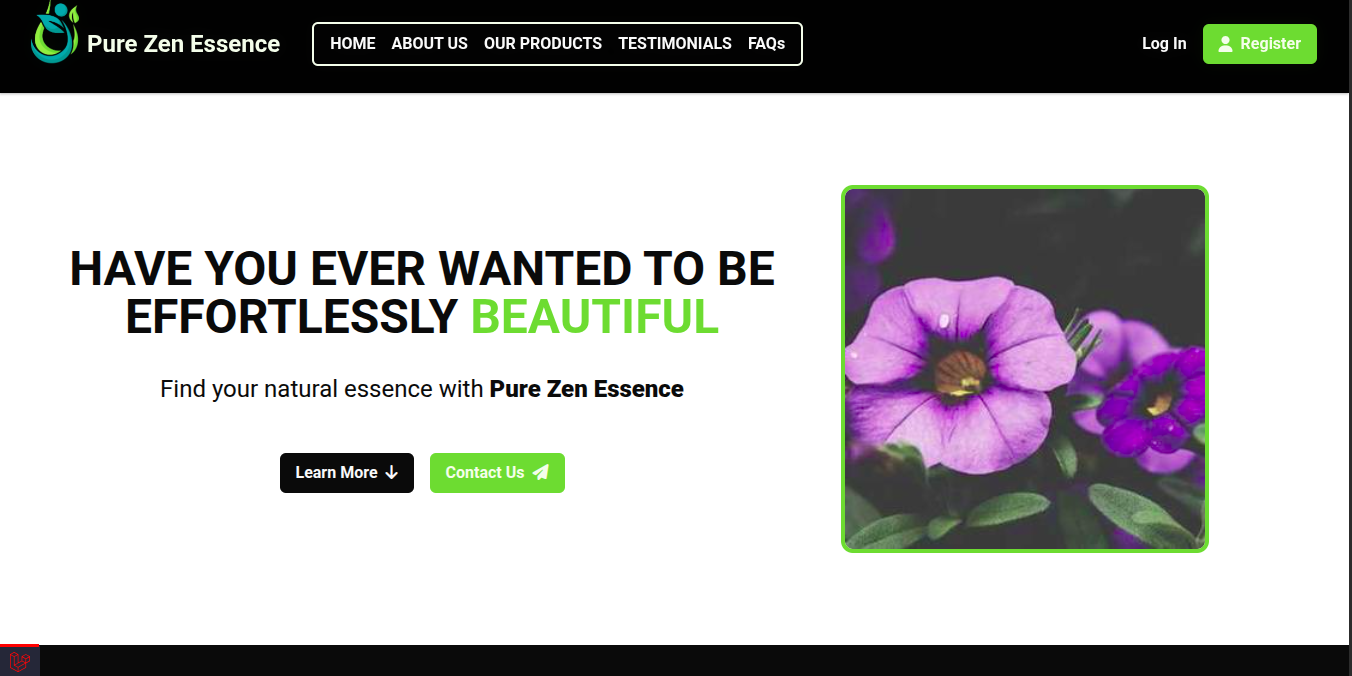 Pure Zen Essence
HOME ABOUT US OUR PRODUCTS TESTIMONIALS FAQs
Log In Register
HAVE YOU EVER WANTED TO BE
EFFORTLESSLY BEAUTIFUL
Find your natural essence with Pure Zen Essence
Learn More Contact Us